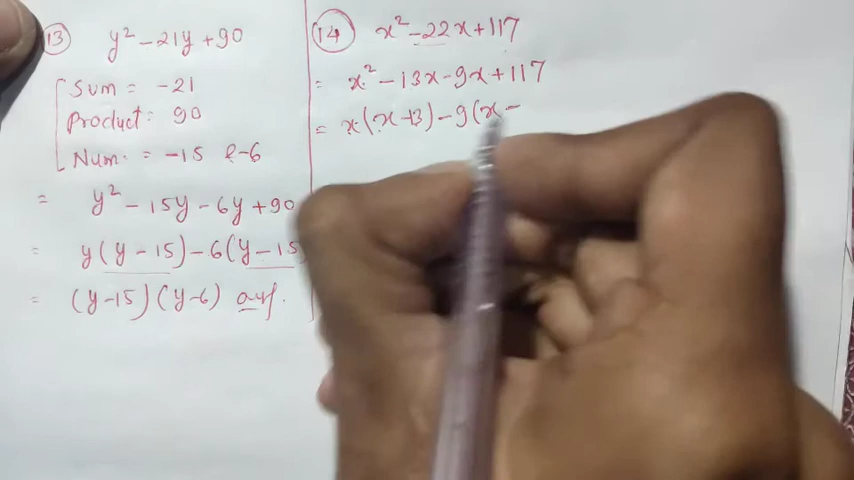 13 y² - 21y + 90
Sum = -21
Product: 90
Num. = -15 & -6
= y² - 15y - 6y + 90
= y(y - 15) - 6(y - 15)
= (y - 15)(y - 6) ans.
14 x² - 22x + 117
= x² - 13x - 9x + 117
= x(x - 13) - 9(x -